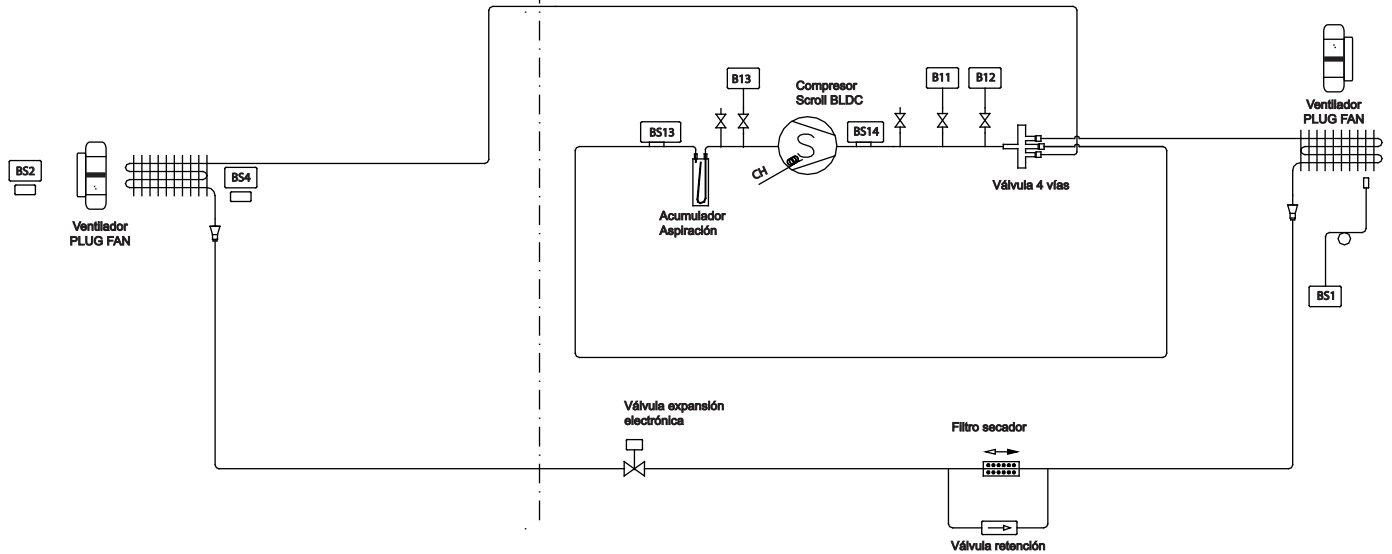 B13
Compresor
Scroll BLDC
B11
B12
Ventilador
PLUG FAN
BS13
BS14
S
CH
BS2
BS4
Válvula 4 vías
Acumulador
Aspiración
Ventilador
PLUG FAN
BS1
Válvula expansión
electrónica
Filtro secador
Válvula retención